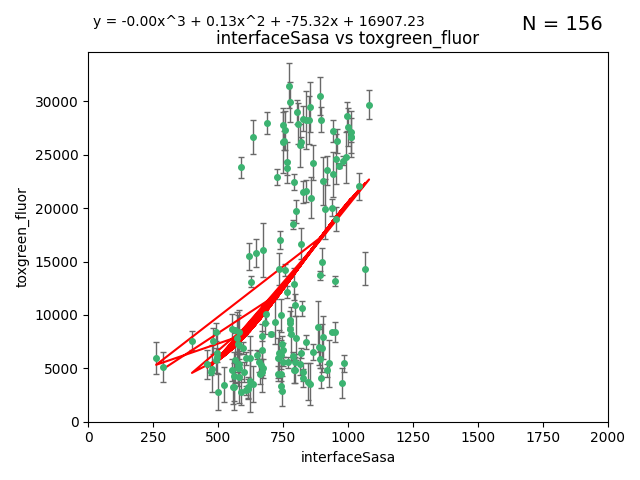 y = -0.00x^3 + 0.13x^2 + -75.32x + 16907.23
N = 156
interfaceSasa vs toxgreen_fluor
toxgreen_fluor
30000
25000
20000
15000
10000
5000
0
0 250 500 750 1000 1250 1500 1750 2000
interfaceSasa